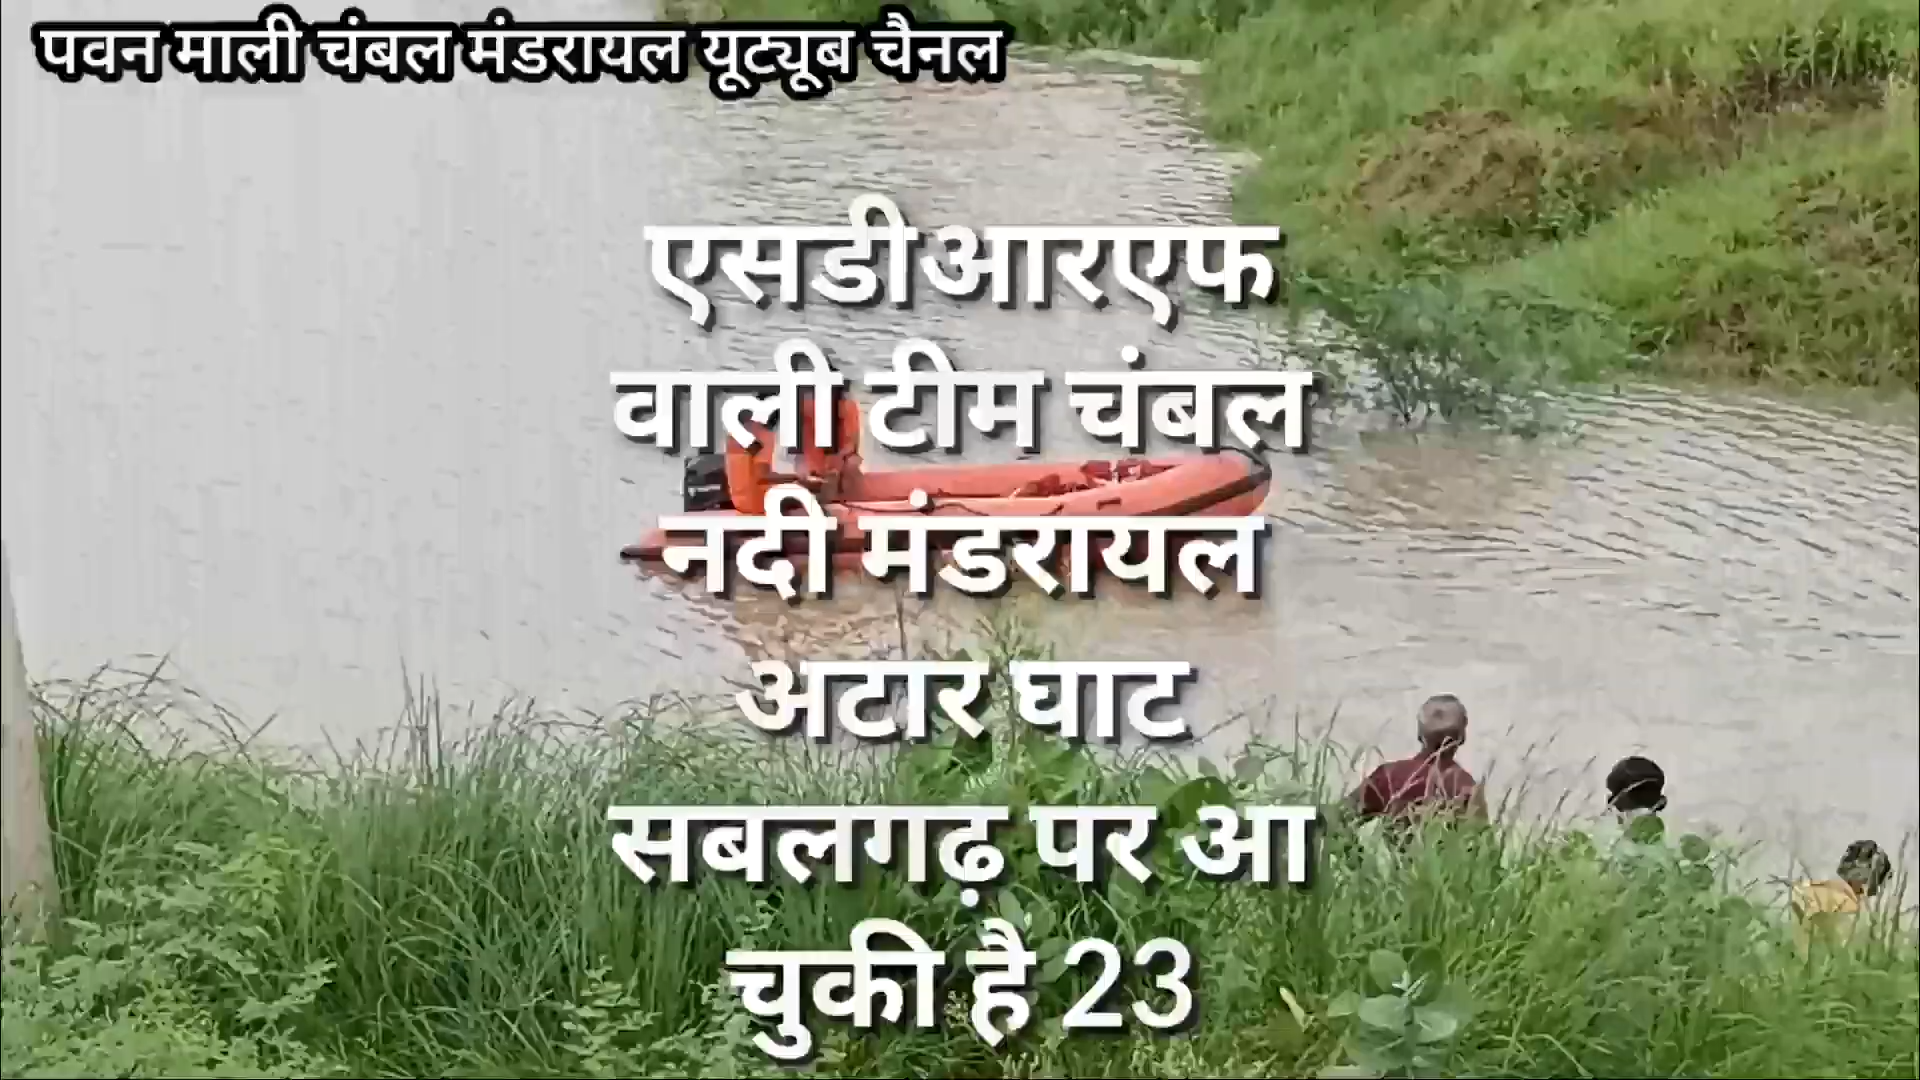 पवन माली चंबल मंडरायल यूट्यूब चैनल
एसडीआरएफ
वाली टीम चंबल
नदी मंडरायल
अटार घाट
सबलगढ़ पर आ
चुकी है 23